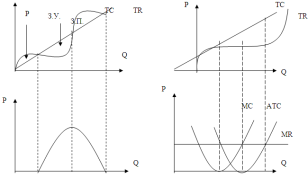 TC TR
P З.У. З.П.
Q
P
Q
TC
P TR
Q
P
MC ATC
MR
Q